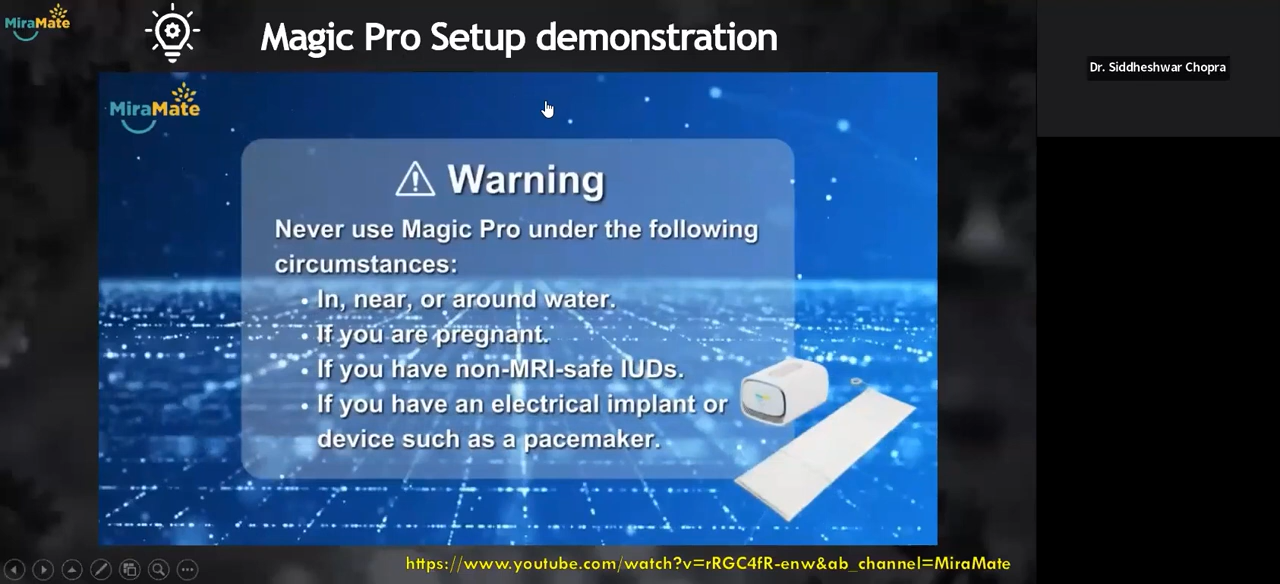 MiraMate
Magic Pro Setup demonstration
Dr. Siddheshwar Chopra
MiraMate
Warning
Never use Magic Pro under the following
circumstances:
• In, near, or around water.
• If you are pregnant.
• If you have non-MRI-safe IUDs.
• If you have an electrical implant or
device such as a pacemaker.
https://www.youtube.com/watch?v=rRGC4fR-enw&ab_channel=MiraMate